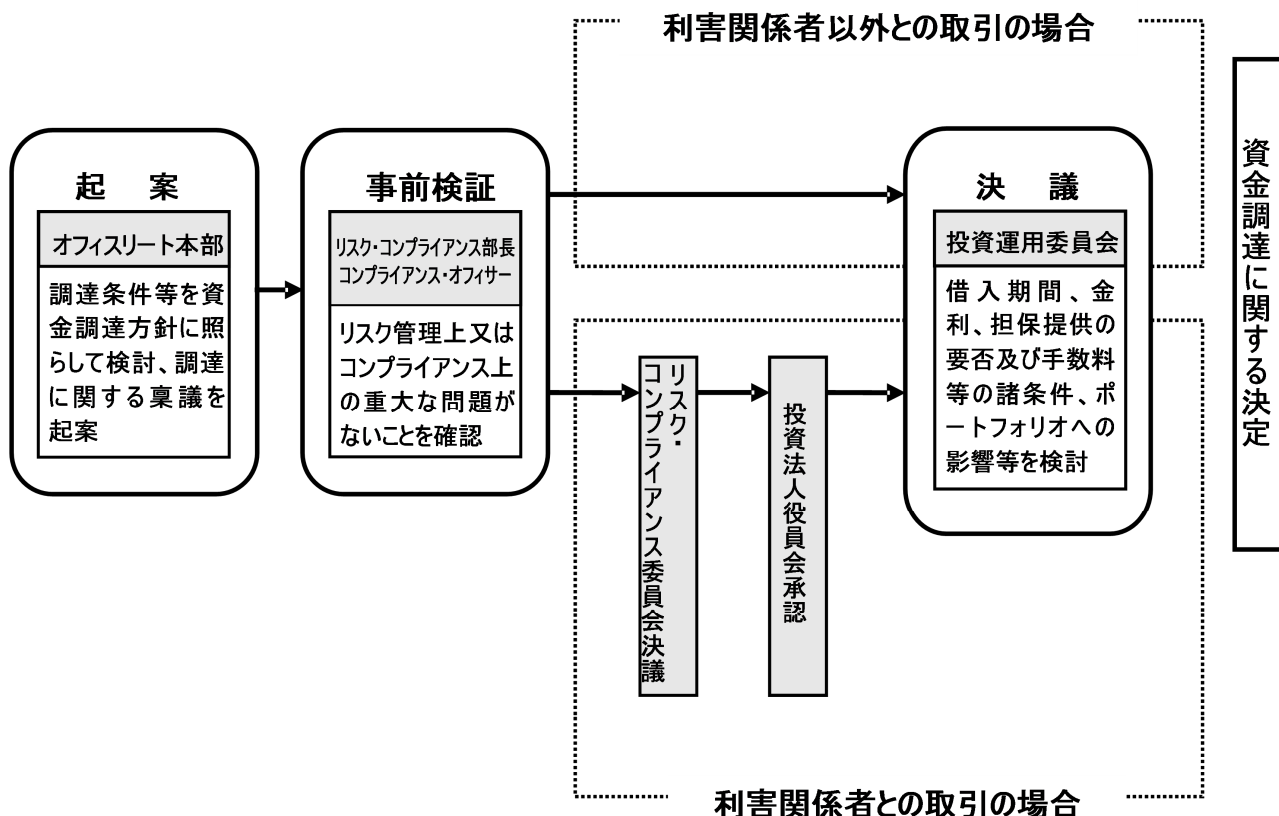 利害関係者以外との取引の場合
起　案
オフィスリート本部
調達条件等を資
金調達方針に照
らして検討、調達
に関する稟議を
起案
事前検証
リスク・コンプライアンス部長
コンプライアンス・オフィサー
リスク管理上又は
コンプライアンス上
の重大な問題が
ないことを確認
リスク・
コンプライアンス委員会決議
投資法人役員会承認
決　議
投資運用委員会
借入期間、金
利、担保提供の
要否及び手数料
等の諸条件、ポ
ートフォリオへの
影響等を検討
資金調達に関する決定
利害関係者との取引の場合